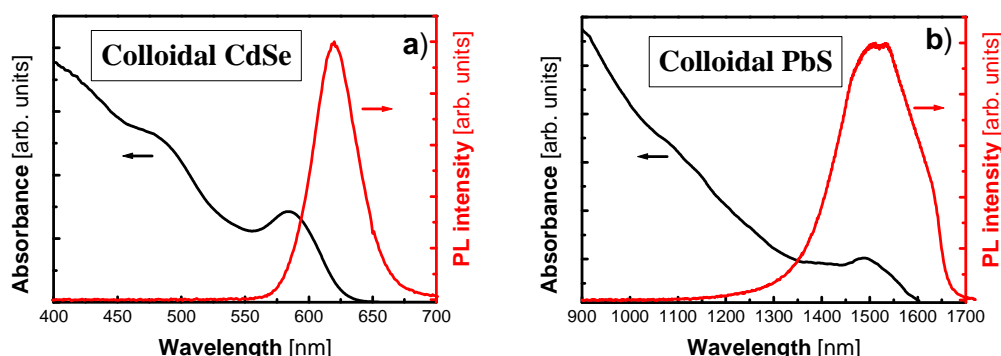 Colloidal CdSe
a)
Absorbance [arb. units]
PL intensity [arb. units]
400 450 500 550 600 650 700
Wavelength [nm]
Colloidal PbS
b)
Absorbance [arb. units]
PL intensity [arb. units]
900 1000 1100 1200 1300 1400 1500 1600 1700
Wavelength [nm]